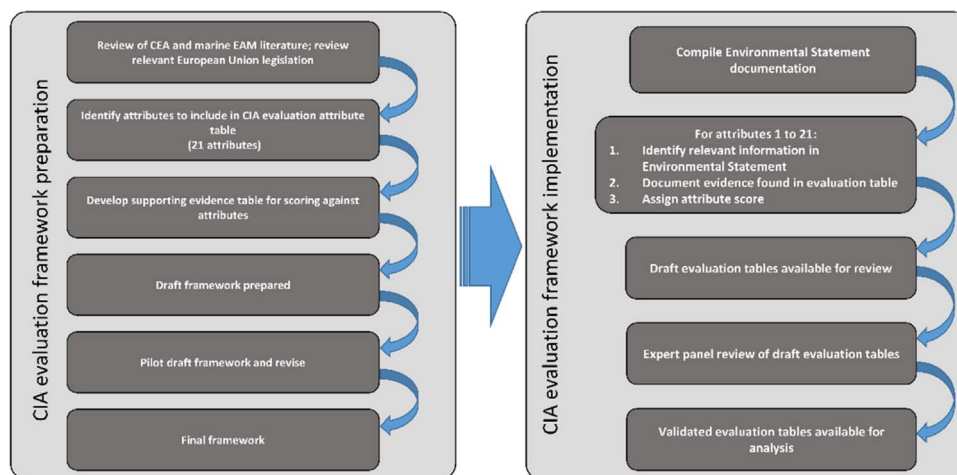 CIA evaluation framework preparation
Review of CEA and marine EAM literature; review
relevant European Union legislation
Identify attributes to include in CIA evaluation attribute
table
(21 attributes)
Develop supporting evidence table for scoring against
attributes
Draft framework prepared
Pilot draft framework and revise
Final framework
CIA evaluation framework implementation
Compile Environmental Statement
documentation
For attributes 1 to 21:
1. Identify relevant information in
Environmental Statement
2. Document evidence found in evaluation table
3. Assign attribute score
Draft evaluation tables available for review
Expert panel review of draft evaluation tables
Validated evaluation tables available for
analysis